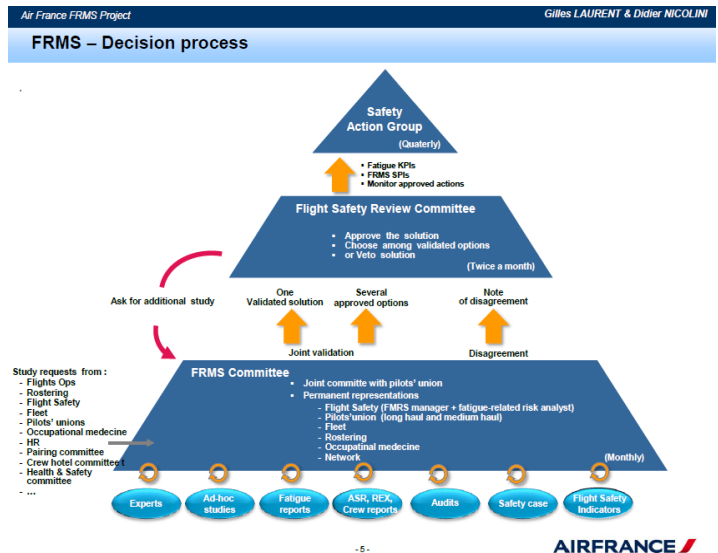 Air France FRMS Project
Gilles LAURENT & Didier NICOLINI
FRMS – Decision process
Safety
Action Group
(Quaterly)
▪ Fatigue KPIs
▪ FRMS SPIs
▪ Monitor approved actions
Flight Safety Review Committee
▪ Approve the solution
▪ Choose among validated options
▪ or Veto solution
(Twice a month)
Ask for additional study
One
Validated solution
Several
approved options
Note
of disagreement
Joint validation
Disagreement
Study requests from :
- Flights Ops
- Rostering
- Flight Safety
- Fleet
- Pilots' unions
- Occupational medecine
- HR
- Pairing committee
- Crew hotel committee t
- Health & Safety
committee
- ...
FRMS Committee
▪ Joint committe with pilots' union
▪ Permanent representations
- Flight Safety (FMRS manager + fatigue-related risk analyst)
- Pilots'union (long haul and medium haul)
- Fleet
- Rostering
- Occupatinal medecine
- Network
(Monthly)
Experts
Ad-hoc
studies
Fatigue
reports
ASR, REX,
Crew reports
Audits
Safety case
Flight Safety
Indicators
- 5 -
AIRFRANCE